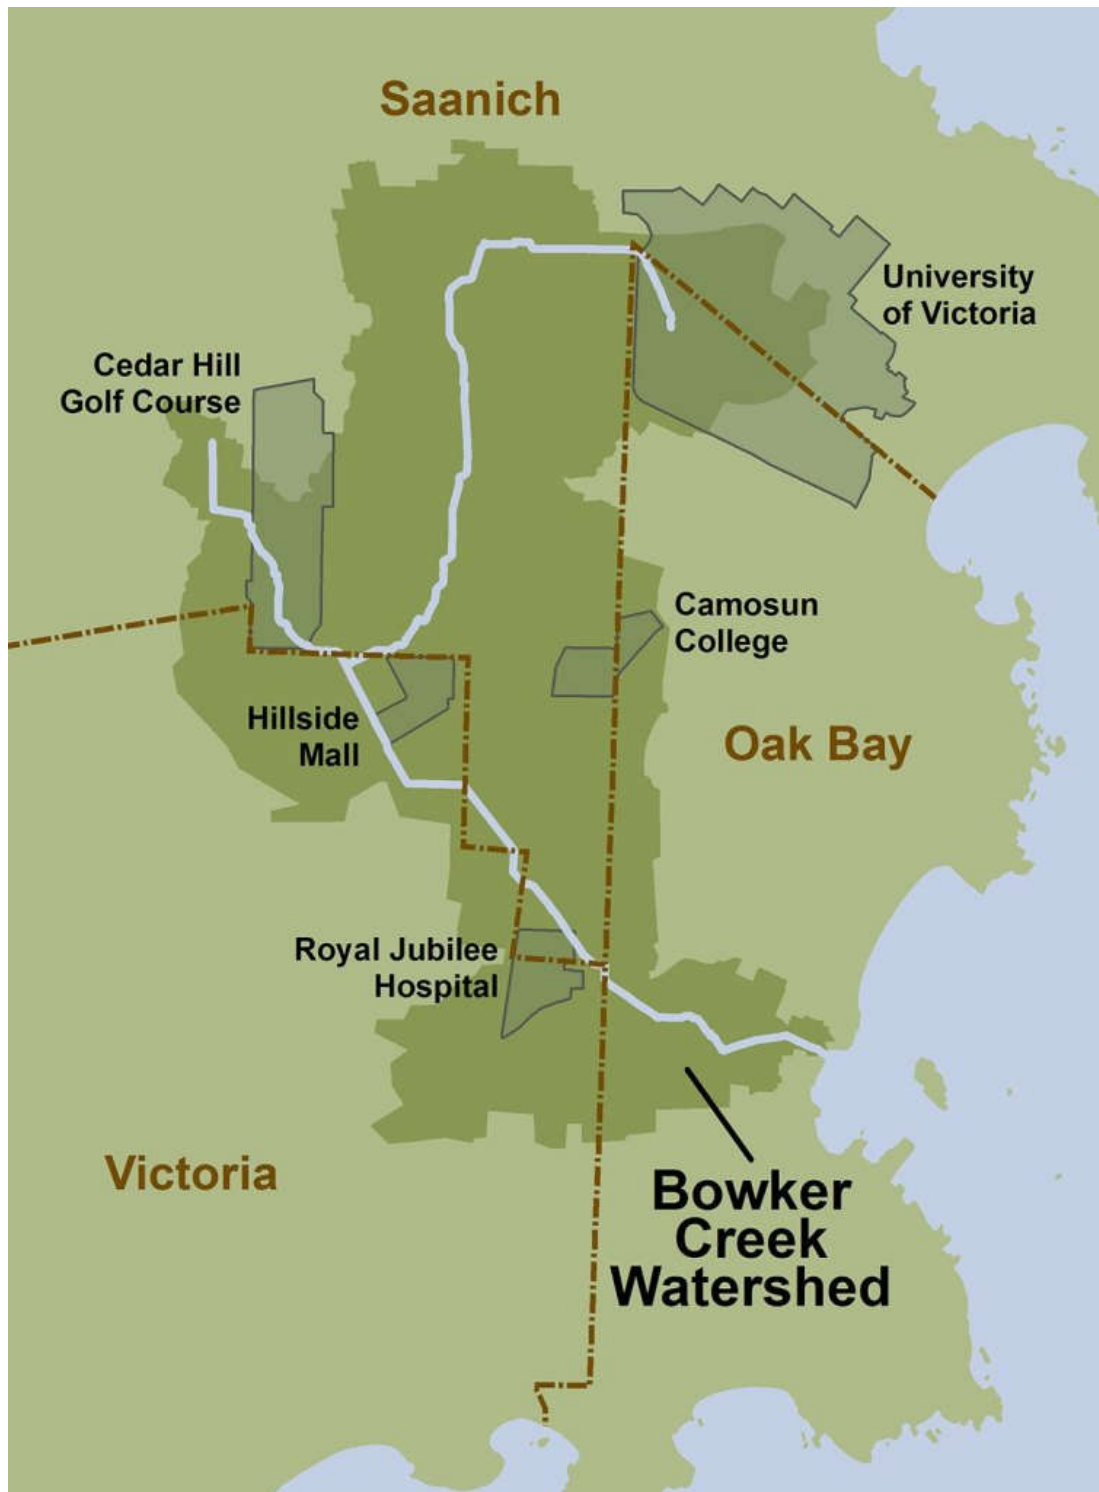 Saanich
University
of Victoria
Cedar Hill
Golf Course
Camosun
College
Hillside
Mall
Oak Bay
Royal Jubilee
Hospital
Victoria
Bowker
Creek
Watershed